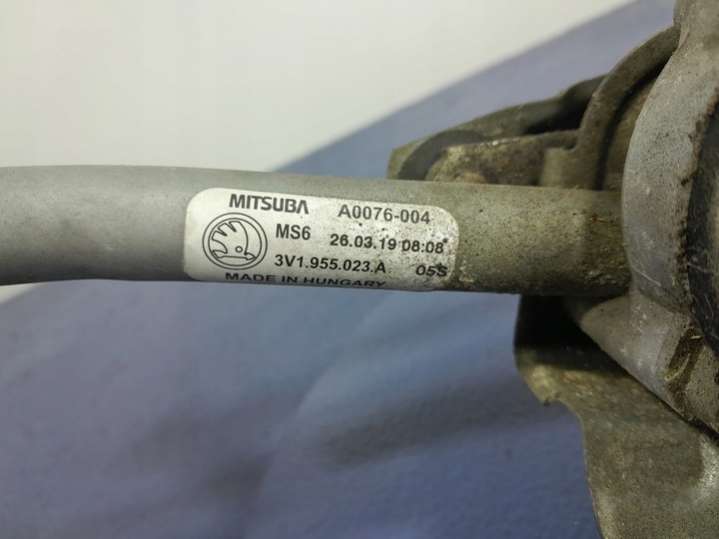 MITSUBA A0076-004
MS6 26.03.19 08:08
3V1.955.023.A 05S
MADE IN HUNGARY